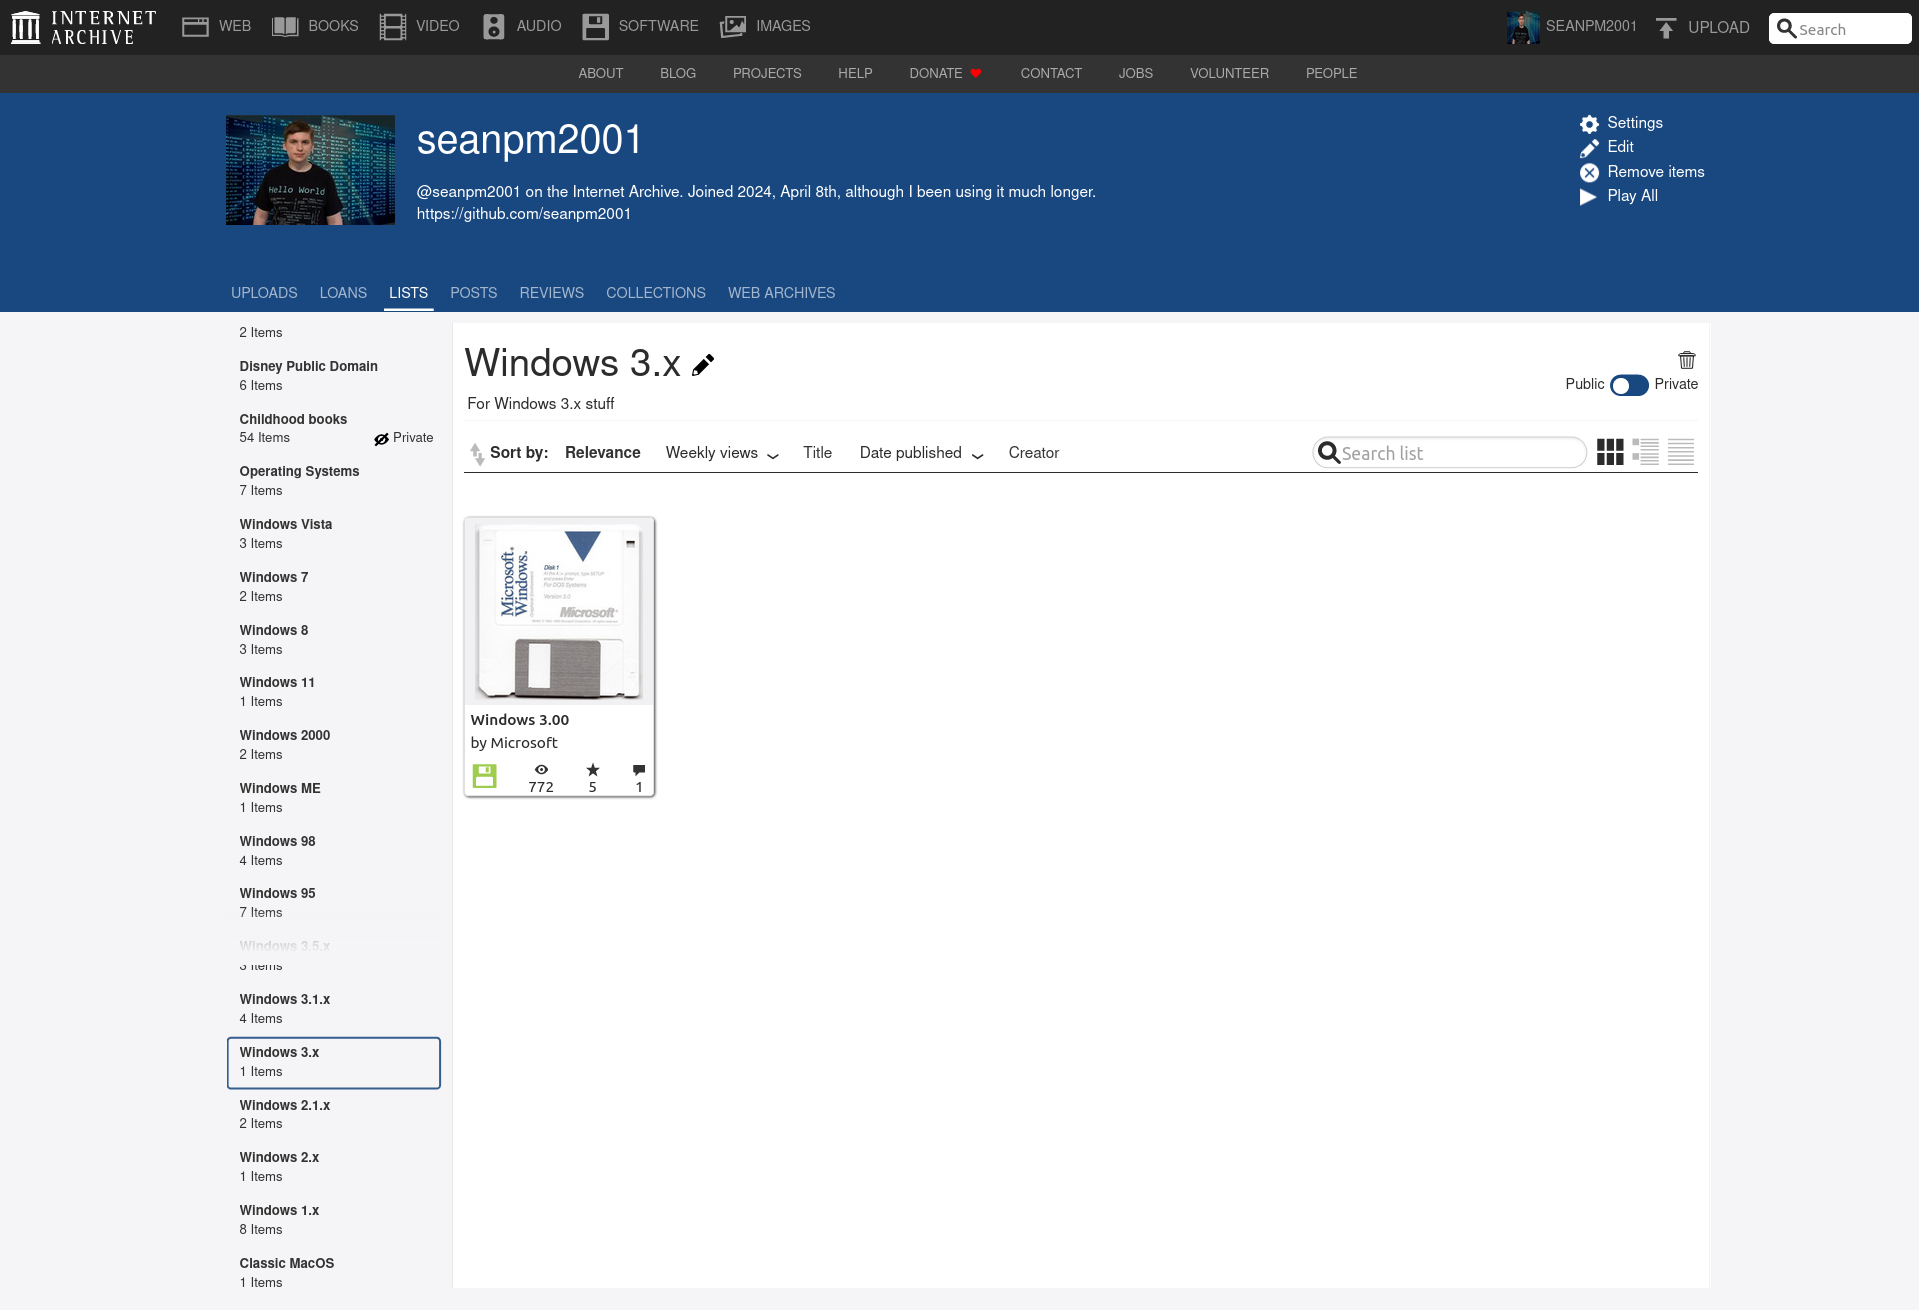 INTERNET ARCHIVE
WEB BOOKS VIDEO AUDIO SOFTWARE IMAGES SEANPM2001 UPLOAD Search
ABOUT BLOG PROJECTS HELP DONATE CONTACT JOBS VOLUNTEER PEOPLE
Hello World
seanpm2001
@seanpm2001 on the Internet Archive. Joined 2024, April 8th, although I been using it much longer.
https://github.com/seanpm2001
Settings
Edit
Remove items
Play All
UPLOADS LOANS LISTS POSTS REVIEWS COLLECTIONS WEB ARCHIVES
2 Items
Disney Public Domain
6 Items
Childhood books
54 Items Private
Operating Systems
7 Items
Windows Vista
3 Items
Windows 7
2 Items
Windows 8
3 Items
Windows 11
1 Items
Windows 2000
2 Items
Windows ME
1 Items
Windows 98
4 Items
Windows 95
7 Items
Windows 3.5.x
3 Items
Windows 3.1.x
4 Items
Windows 3.x
1 Items
Windows 2.1.x
2 Items
Windows 2.x
1 Items
Windows 1.x
8 Items
Classic MacOS
1 Items
Windows 3.x
Public Private
For Windows 3.x stuff
Sort by: Relevance Weekly views Title Date published Creator Search list
Microsoft
Windows.
Disk 1
For DOS Systems
Version 3.0
Microsoft
Windows 3.00
by Microsoft
772 5 1